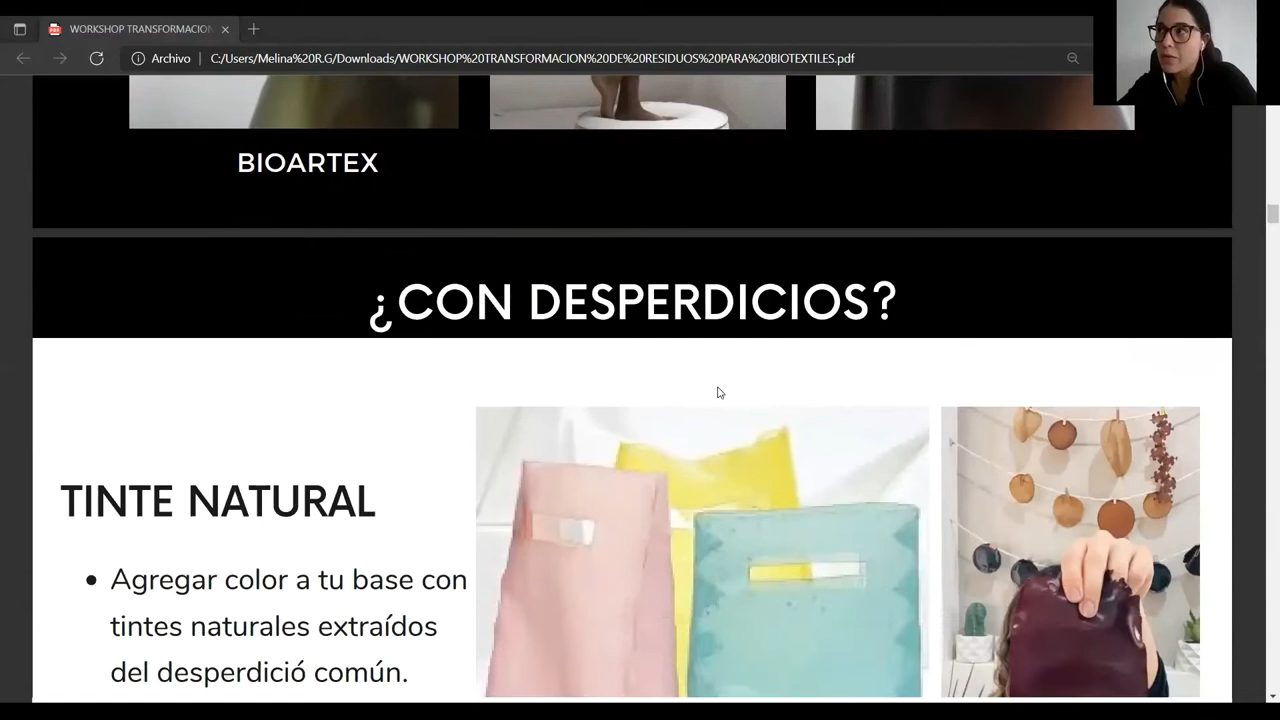 WORKSHOP TRANSFORMACION
Archivo
C:/Users/Melina%20R.G/Downloads/WORKSHOP%20TRANSFORMACION%20DE%20RESIDUOS%20PARA%20BIOTEXTILES.pdf
BIOARTEX
¿CON DESPERDICIOS?
TINTE NATURAL
• Agregar color a tu base con
tintes naturales extraídos
del desperdició común.